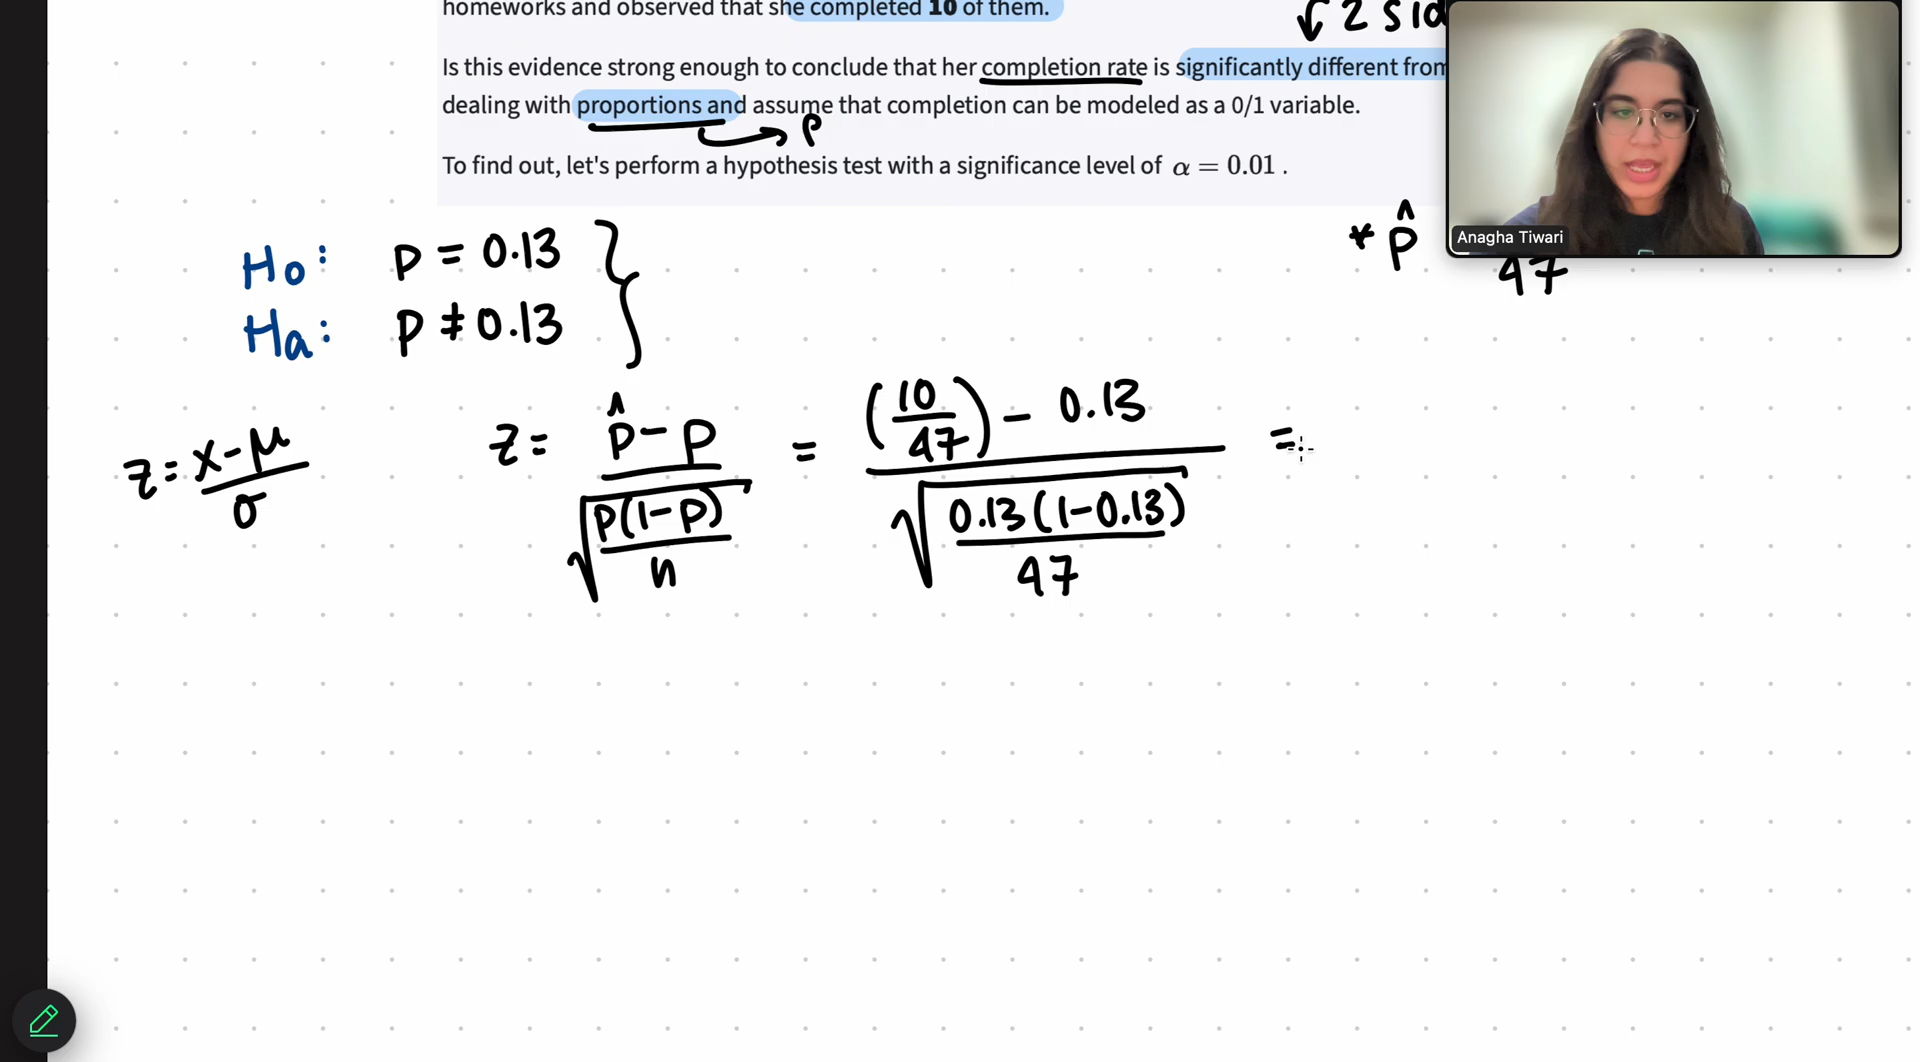 homeworks and observed that she completed 10 of them.
√ 2 sid
Is this evidence strong enough to conclude that her completion rate is significantly different from
dealing with proportions and assume that completion can be modeled as a 0/1 variable.
→ p
To find out, let's perform a hypothesis test with a significance level of α = 0.01 .
Anagha Tiwari
* p̂
47
Ho: p = 0.13
Ha: p ≠ 0.13
z = (x - μ) / σ
z = (p̂ - p) / √(p(1-p) / n) = ((10/47) - 0.13) / √(0.13(1-0.13) / 47) =